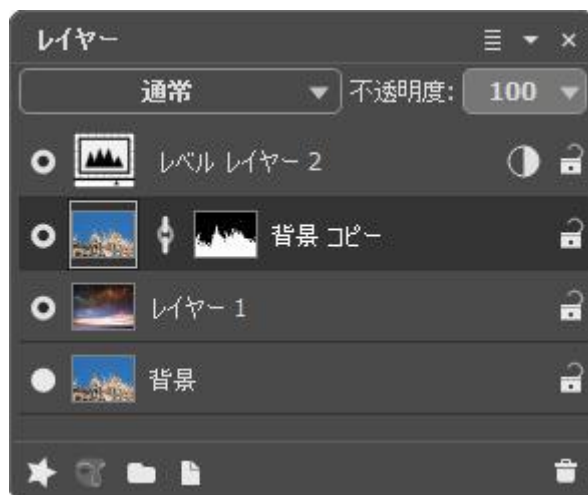 レイヤー
通常 不透明度: 100
レベル レイヤー 2
背景 コピー
レイヤー 1
背景